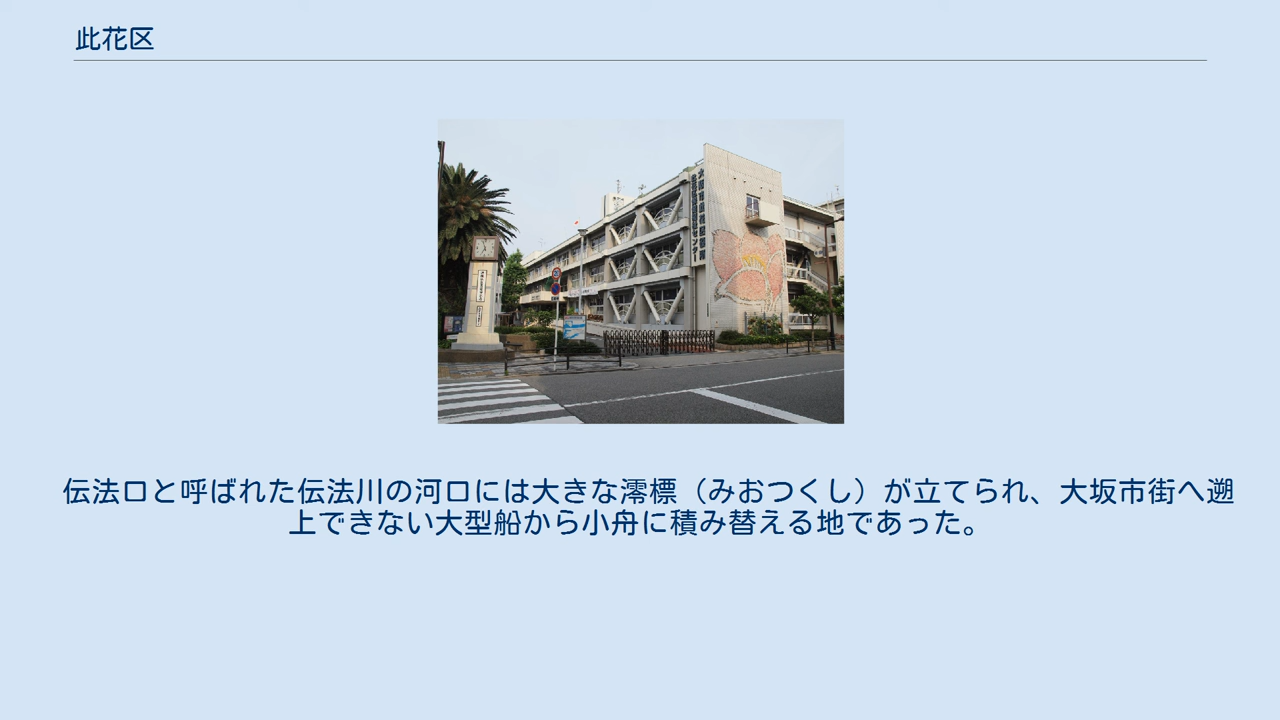 此花区
伝法口と呼ばれた伝法川の河口には大きな澪標（みおつくし）が立てられ、大坂市街へ遡
上できない大型船から小舟に積み替える地であった。